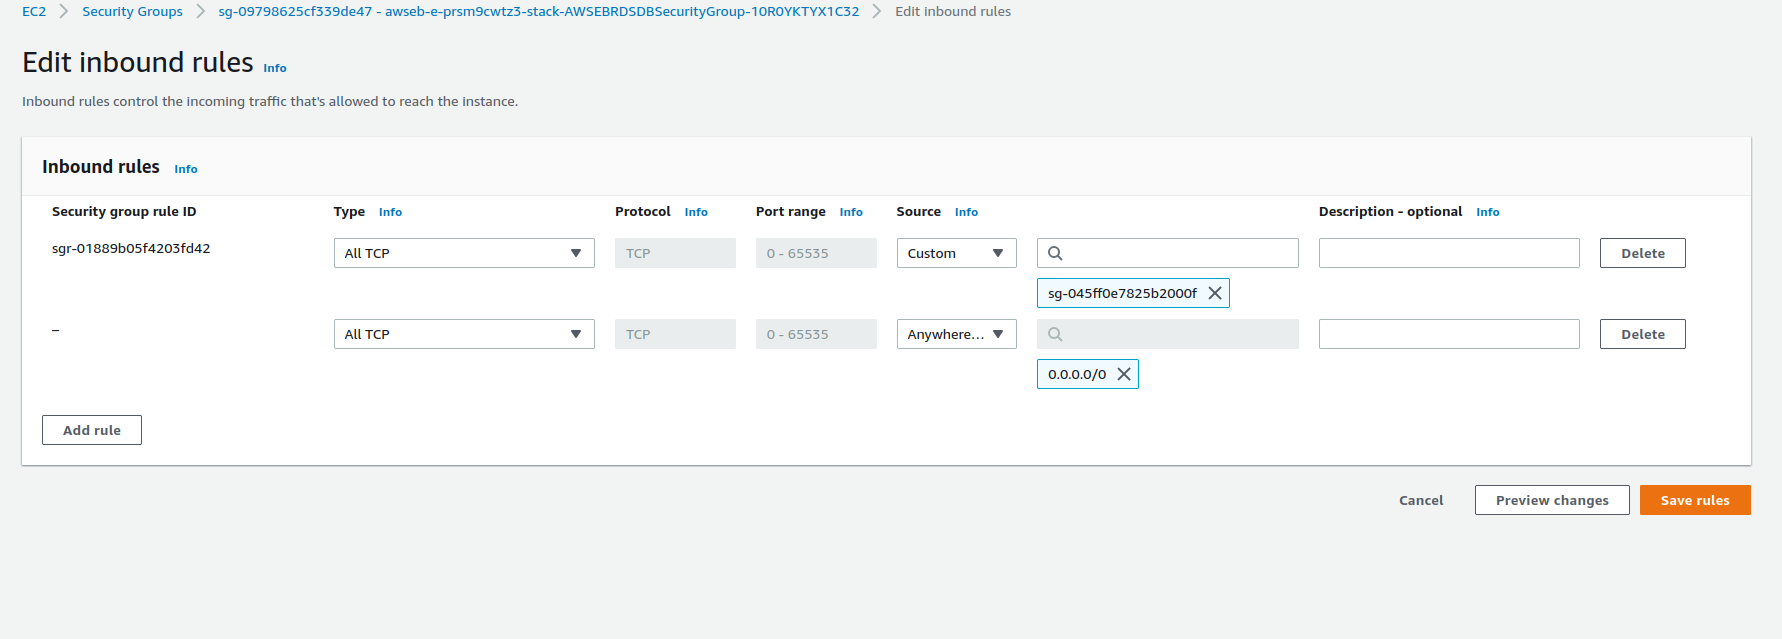 EC2 > Security Groups > sg-09798625cf339de47 - awseb-e-prsm9cwtz3-stack-AWSEBRDSDBSecurityGroup-10R0YKTYX1C32 > Edit inbound rules
Edit inbound rules Info
Inbound rules control the incoming traffic that's allowed to reach the instance.
Inbound rules Info
Security group rule ID Type Info Protocol Info Port range Info Source Info Description - optional Info
sgr-01889b05f4203fd42 All TCP TCP 0 - 65535 Custom Delete
sg-045ff0e7825b2000f
– All TCP TCP 0 - 65535 Anywhere... Delete
0.0.0.0/0
Add rule
Cancel Preview changes Save rules